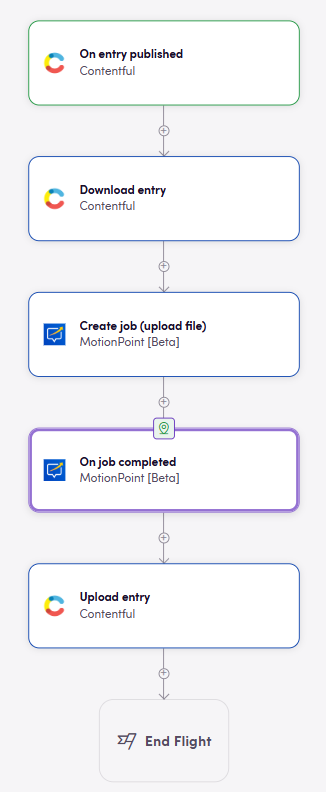 On entry published
Contentful
Download entry
Contentful
Create job (upload file)
MotionPoint [Beta]
On job completed
MotionPoint [Beta]
Upload entry
Contentful
End Flight